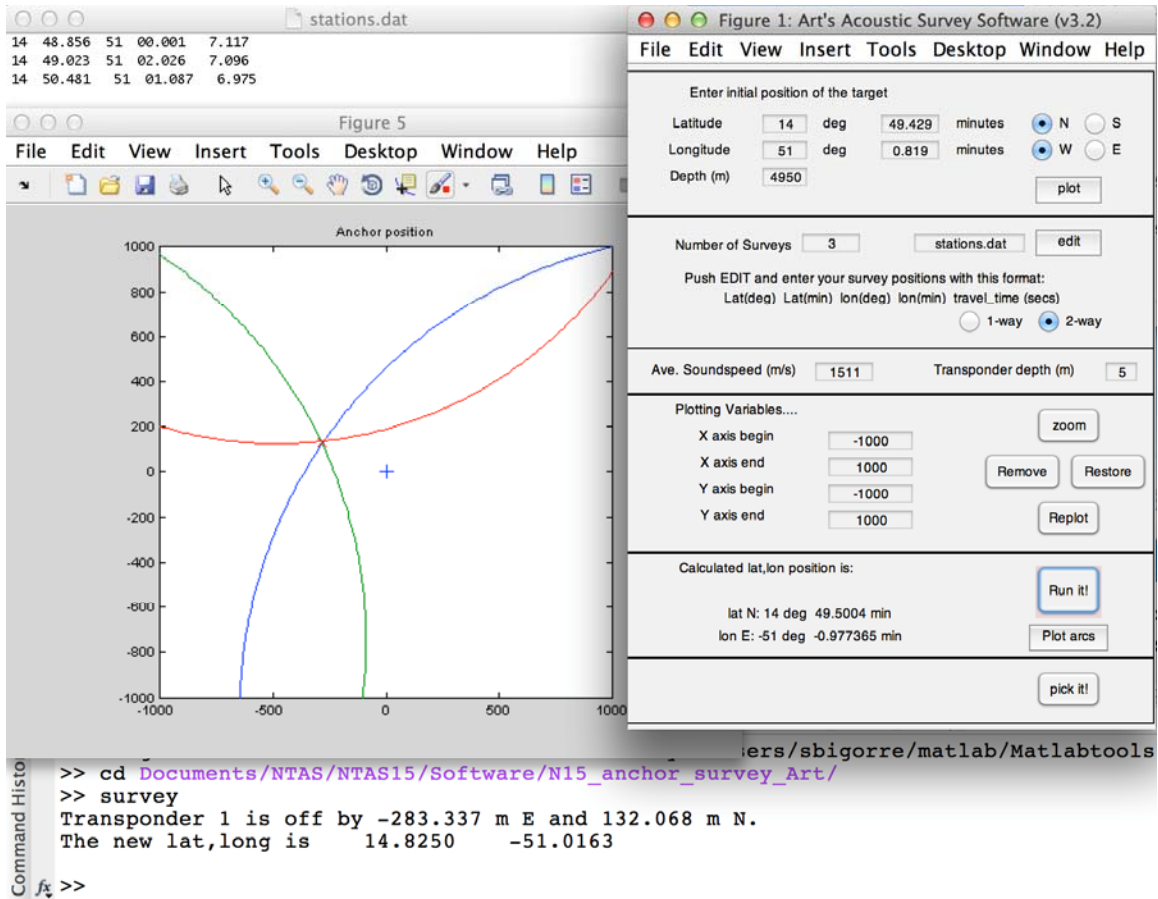 stations.dat
14 48.856 51 00.001 7.117
14 49.023 51 02.026 7.096
14 50.481 51 01.087 6.975
Figure 5
File Edit View Insert Tools Desktop Window Help
Anchor position
1000
800
600
400
200
0
-200
-400
-600
-800
-1000
-1000 -500 0 500 1000
Figure 1: Art's Acoustic Survey Software (v3.2)
File Edit View Insert Tools Desktop Window Help
Enter initial position of the target
Latitude 14 deg 49.429 minutes N S
Longitude 51 deg 0.819 minutes W E
Depth (m) 4950
plot
Number of Surveys 3 stations.dat edit
Push EDIT and enter your survey positions with this format:
Lat(deg) Lat(min) lon(deg) lon(min) travel_time (secs)
1-way 2-way
Ave. Soundspeed (m/s) 1511 Transponder depth (m) 5
Plotting Variables....
X axis begin -1000
X axis end 1000
Y axis begin -1000
Y axis end 1000
zoom
Remove Restore
Replot
Calculated lat,lon position is:
lat N: 14 deg 49.5004 min
lon E: -51 deg -0.977365 min
Run it!
Plot arcs
pick it!
ers/sbigorre/matlab/Matlabtools
>> cd Documents/NTAS/NTAS15/Software/N15_anchor_survey_Art/
>> survey
Transponder 1 is off by -283.337 m E and 132.068 m N.
The new lat,long is 14.8250 -51.0163
fx >>
Command Histo